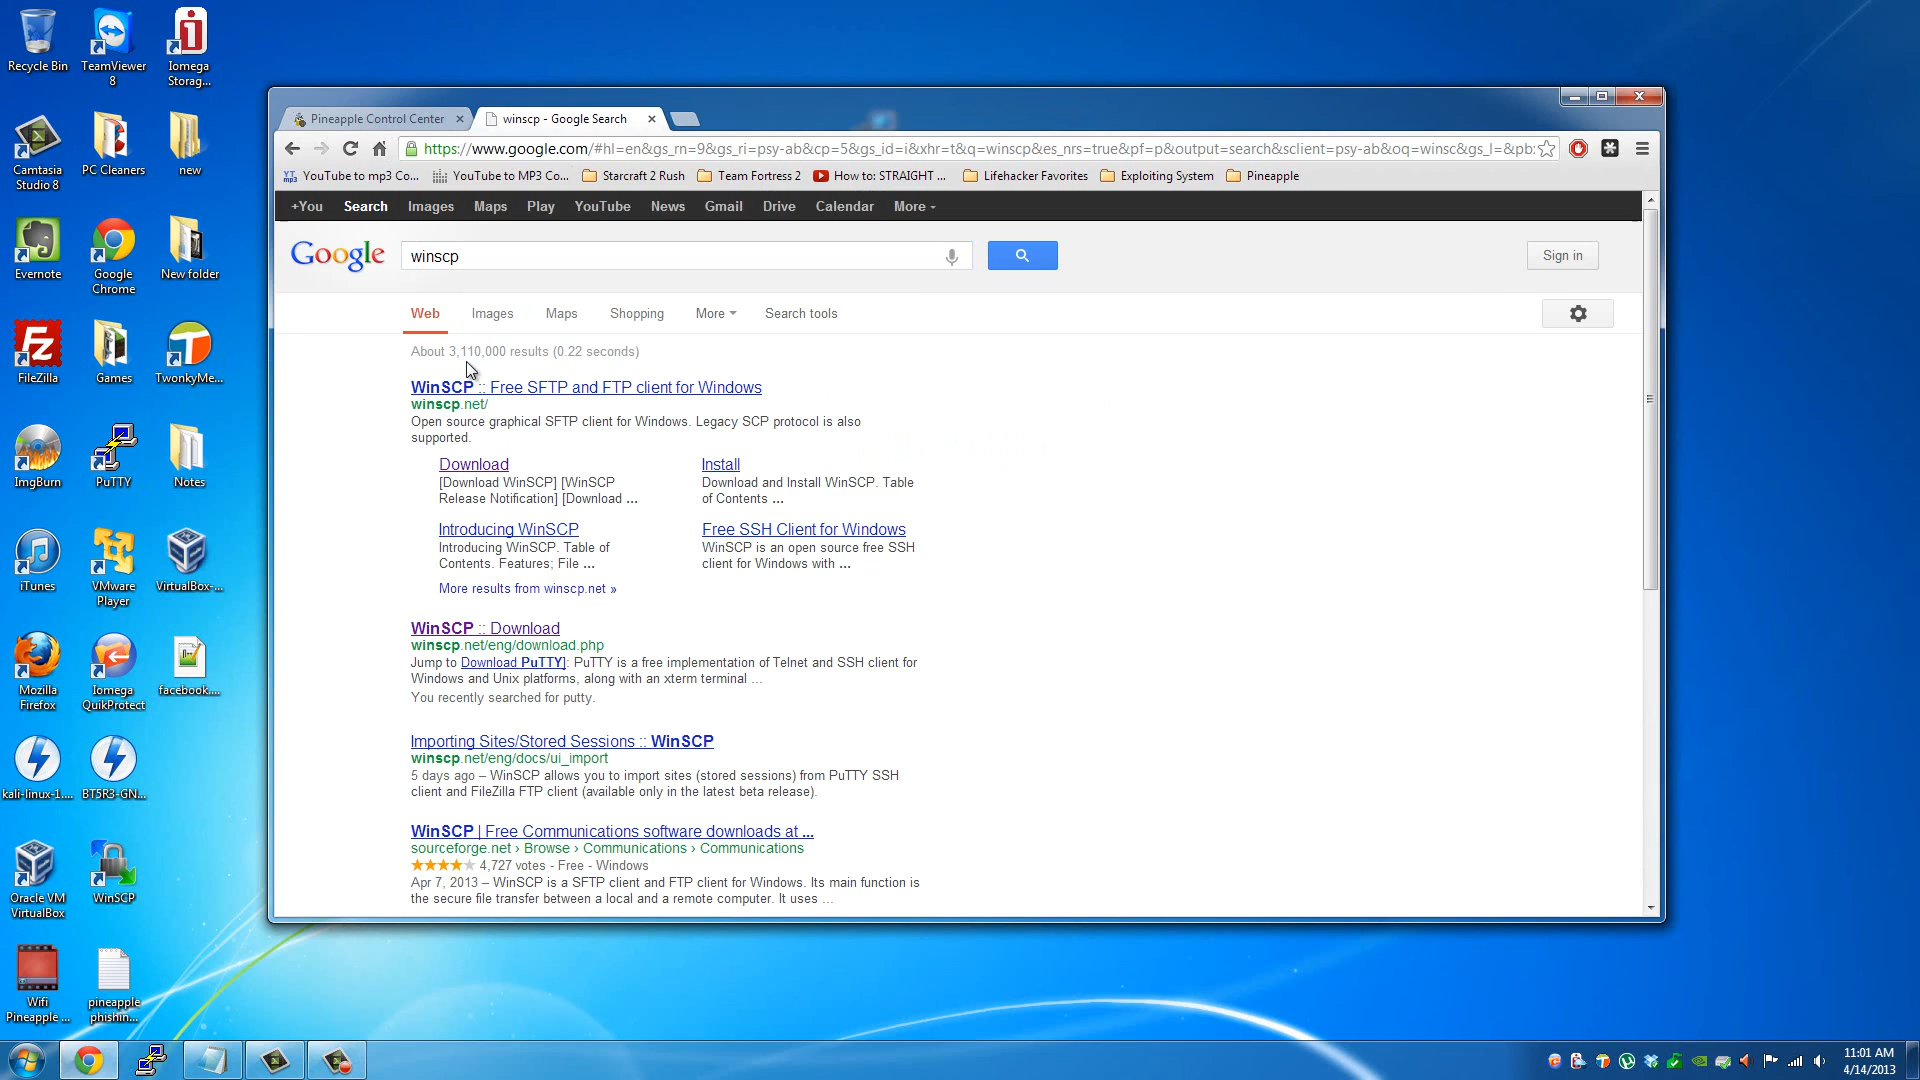 Recycle Bin
TeamViewer
8
Iomega
Storag...
Camtasia
Studio 8
PC Cleaners
new
Evernote
Google
Chrome
New folder
FileZilla
Games
TwonkyMe...
ImgBurn
PuTTY
Notes
iTunes
VMware
Player
VirtualBox-...
Mozilla
Firefox
Iomega
QuikProtect
facebook....
kali-linux-1....
BT5R3-GN...
Oracle VM
VirtualBox
WinSCP
Wifi
Pineapple ...
pineapple
phishin...
Pineapple Control Center
winscp - Google Search
https://www.google.com/#hl=en&gs_rn=9&gs_ri=psy-ab&cp=5&gs_id=i&xhr=t&q=winscp&es_nrs=true&pf=p&output=search&sclient=psy-ab&oq=winsc&gs_l=&pb:
YouTube to mp3 Co... YouTube to MP3 Co... Starcraft 2 Rush Team Fortress 2 How to: STRAIGHT ... Lifehacker Favorites Exploiting System Pineapple
+You Search Images Maps Play YouTube News Gmail Drive Calendar More
Google
winscp
Sign in
Web Images Maps Shopping More Search tools
About 3,110,000 results (0.22 seconds)
WinSCP :: Free SFTP and FTP client for Windows
winscp.net/
Open source graphical SFTP client for Windows. Legacy SCP protocol is also
supported.
Download
[Download WinSCP] [WinSCP
Release Notification] [Download ...
Install
Download and Install WinSCP. Table
of Contents ...
Introducing WinSCP
Introducing WinSCP. Table of
Contents. Features; File ...
Free SSH Client for Windows
WinSCP is an open source free SSH
client for Windows with ...
More results from winscp.net »
WinSCP :: Download
winscp.net/eng/download.php
Jump to Download PuTTY]: PuTTY is a free implementation of Telnet and SSH client for
Windows and Unix platforms, along with an xterm terminal ...
You recently searched for putty.
Importing Sites/Stored Sessions :: WinSCP
winscp.net/eng/docs/ui_import
5 days ago – WinSCP allows you to import sites (stored sessions) from PuTTY SSH
client and FileZilla FTP client (available only in the latest beta release).
WinSCP | Free Communications software downloads at ...
sourceforge.net › Browse › Communications › Communications
4,727 votes - Free - Windows
Apr 7, 2013 – WinSCP is a SFTP client and FTP client for Windows. Its main function is
the secure file transfer between a local and a remote computer. It uses ...
11:01 AM
4/14/2013